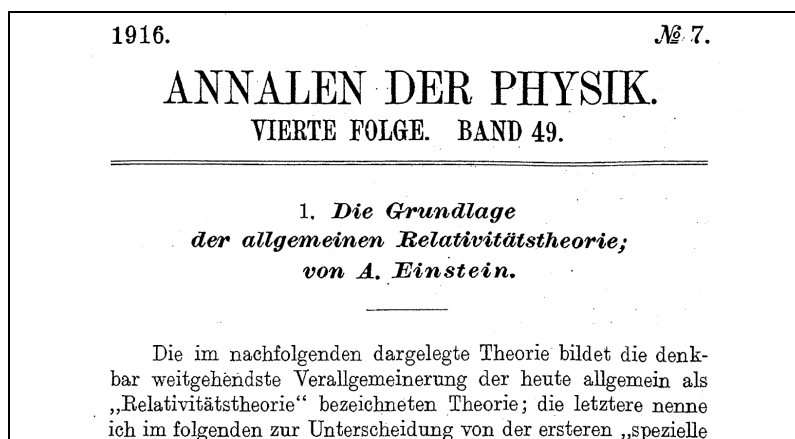 1916. № 7.
ANNALEN DER PHYSIK.
VIERTE FOLGE. BAND 49.
1. Die Grundlage
der allgemeinen Relativitätstheorie;
von A. Einstein.
Die im nachfolgenden dargelegte Theorie bildet die denk-
bar weitgehendste Verallgemeinerung der heute allgemein als
„Relativitätstheorie“ bezeichneten Theorie; die letztere nenne
ich im folgenden zur Unterscheidung von der ersteren „spezielle